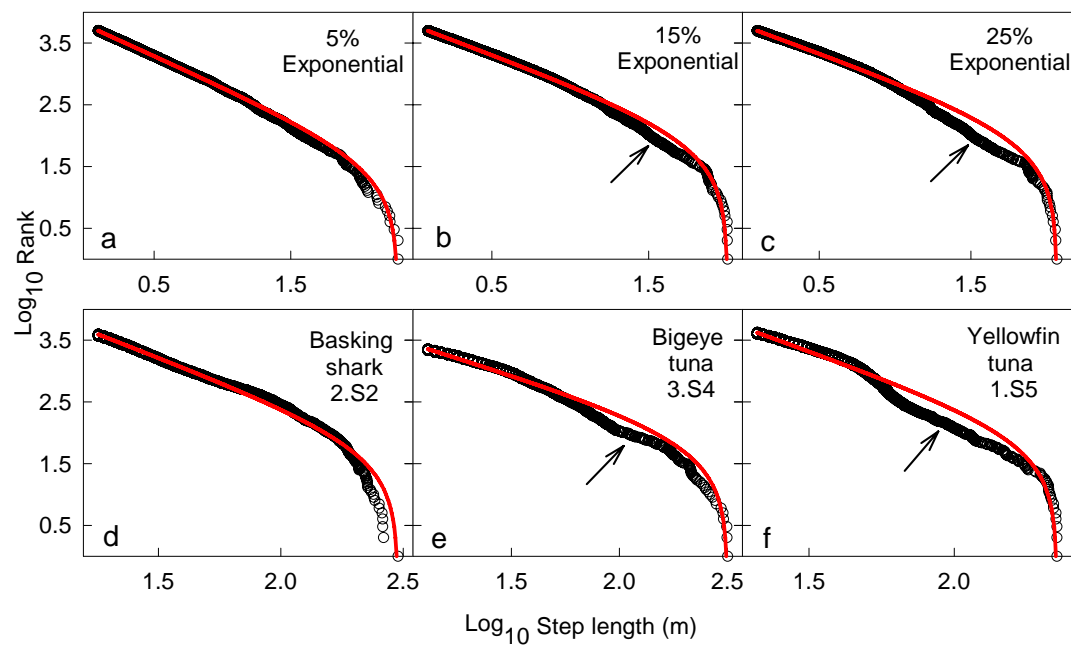 5%
Exponential
15%
Exponential
25%
Exponential
3.5
2.5
1.5
0.5
a
b
c
0.5
1.5
0.5
1.5
0.5
1.5
Log10 Rank
Basking
shark
2.S2
Bigeye
tuna
3.S4
Yellowfin
tuna
1.S5
3.5
2.5
1.5
0.5
d
e
f
1.5
2.0
2.5
1.5
2.0
2.5
1.5
2.0
Log10 Step length (m)